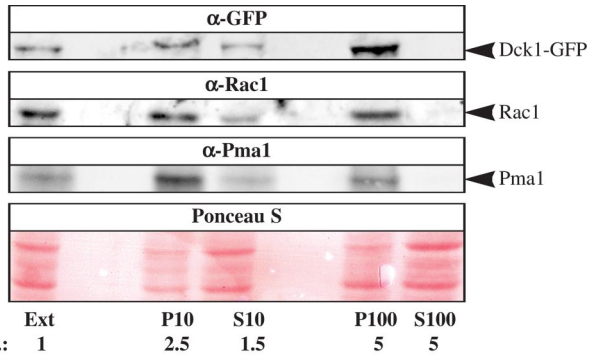 α-GFP
Dck1-GFP
α-Rac1
Rac1
α-Pma1
Pma1
Ponceau S
Ext P10 S10 P100 S100
.: 1 2.5 1.5 5 5